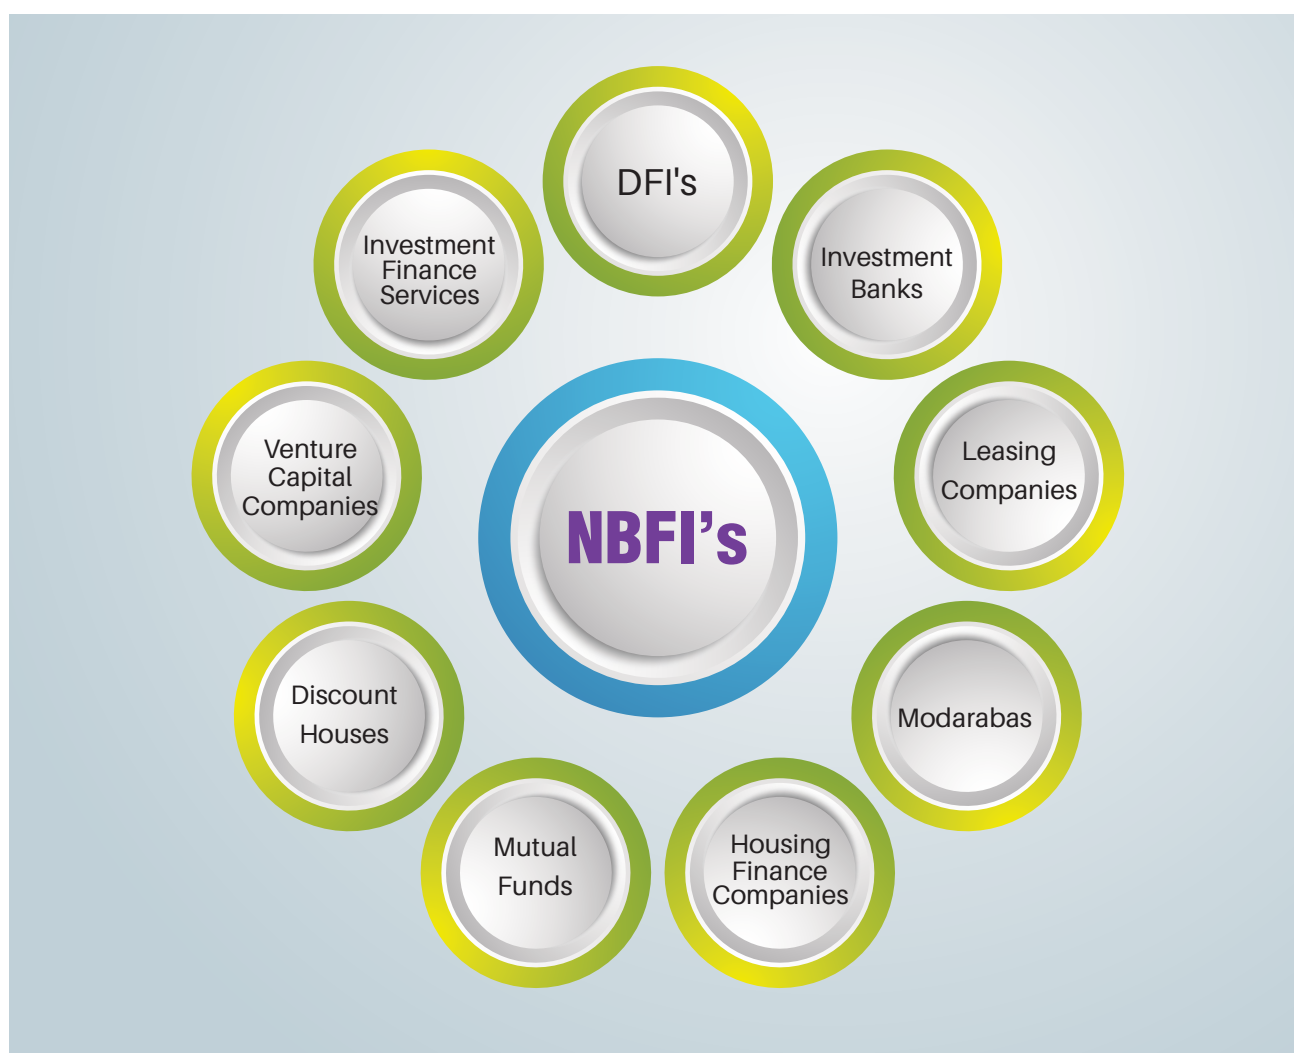 DFI's
Investment
Banks
Leasing
Companies
Modarabas
Housing
Finance
Companies
Mutual
Funds
Discount
Houses
Venture
Capital
Companies
Investment
Finance
Services
NBFI’s